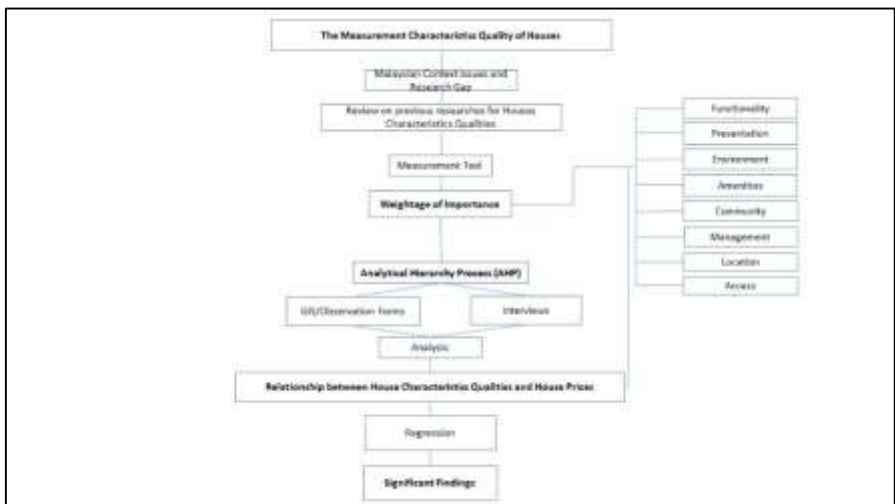 The Measurement Characteristics Quality of Houses
Malaysian Context Issues and
Research Gap
Review on previous researches for Houses
Characteristics Qualities
Measurement Tool
Weightage of Importance
Analytical Hierarchy Process (AHP)
Observation Forms
Interviews
Analysis
Relationship between House Characteristics Qualities and House Prices
Regression
Significant Findings
Functionality
Presentation
Environment
Amenities
Community
Management
Location
Access